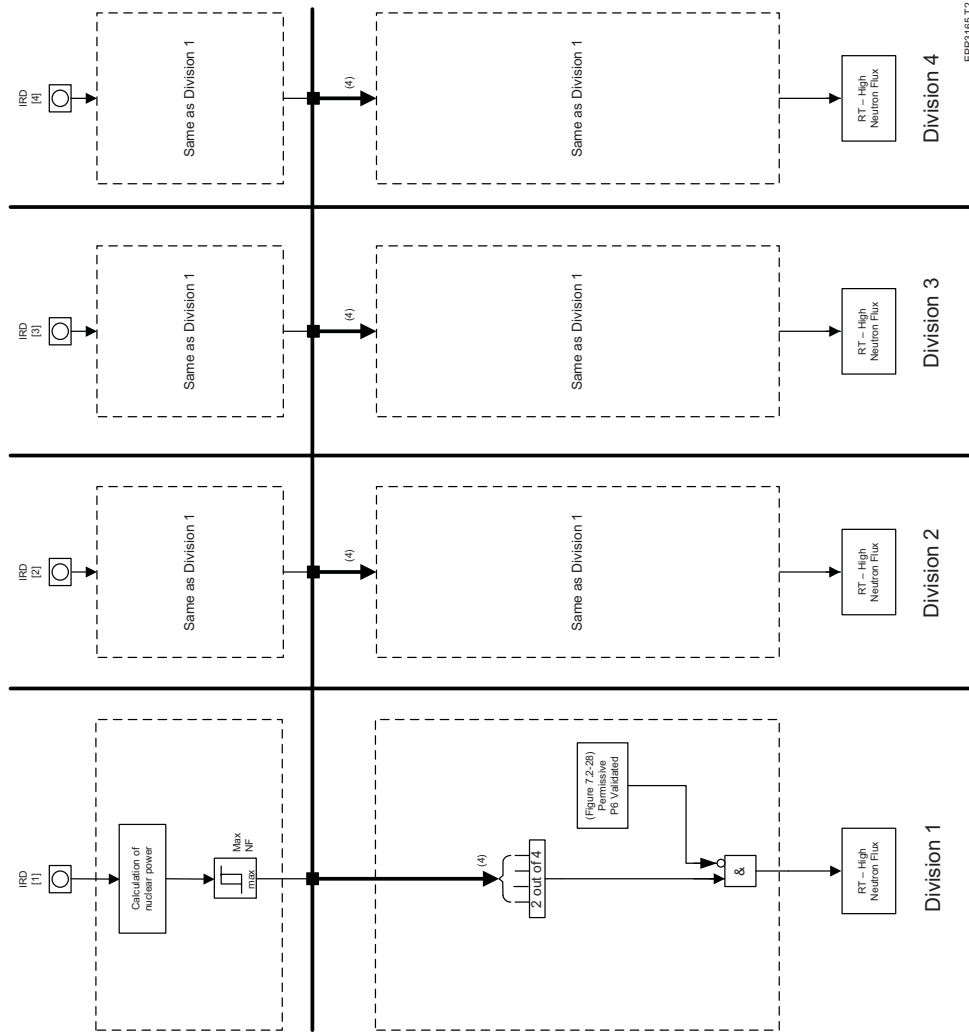 IRD
[1]
Calculation of
nuclear power
Max
NF
max
(4)
2 out of 4
(Figure 7.2-28)
Permissive
P6 Validated
&
RT – High
Neutron Flux
Division 1
IRD
[2]
Same as Division 1
(4)
Same as Division 1
RT – High
Neutron Flux
Division 2
IRD
[3]
Same as Division 1
(4)
Same as Division 1
RT – High
Neutron Flux
Division 3
IRD
[4]
Same as Division 1
(4)
Same as Division 1
RT – High
Neutron Flux
Division 4
EPR3165 T2